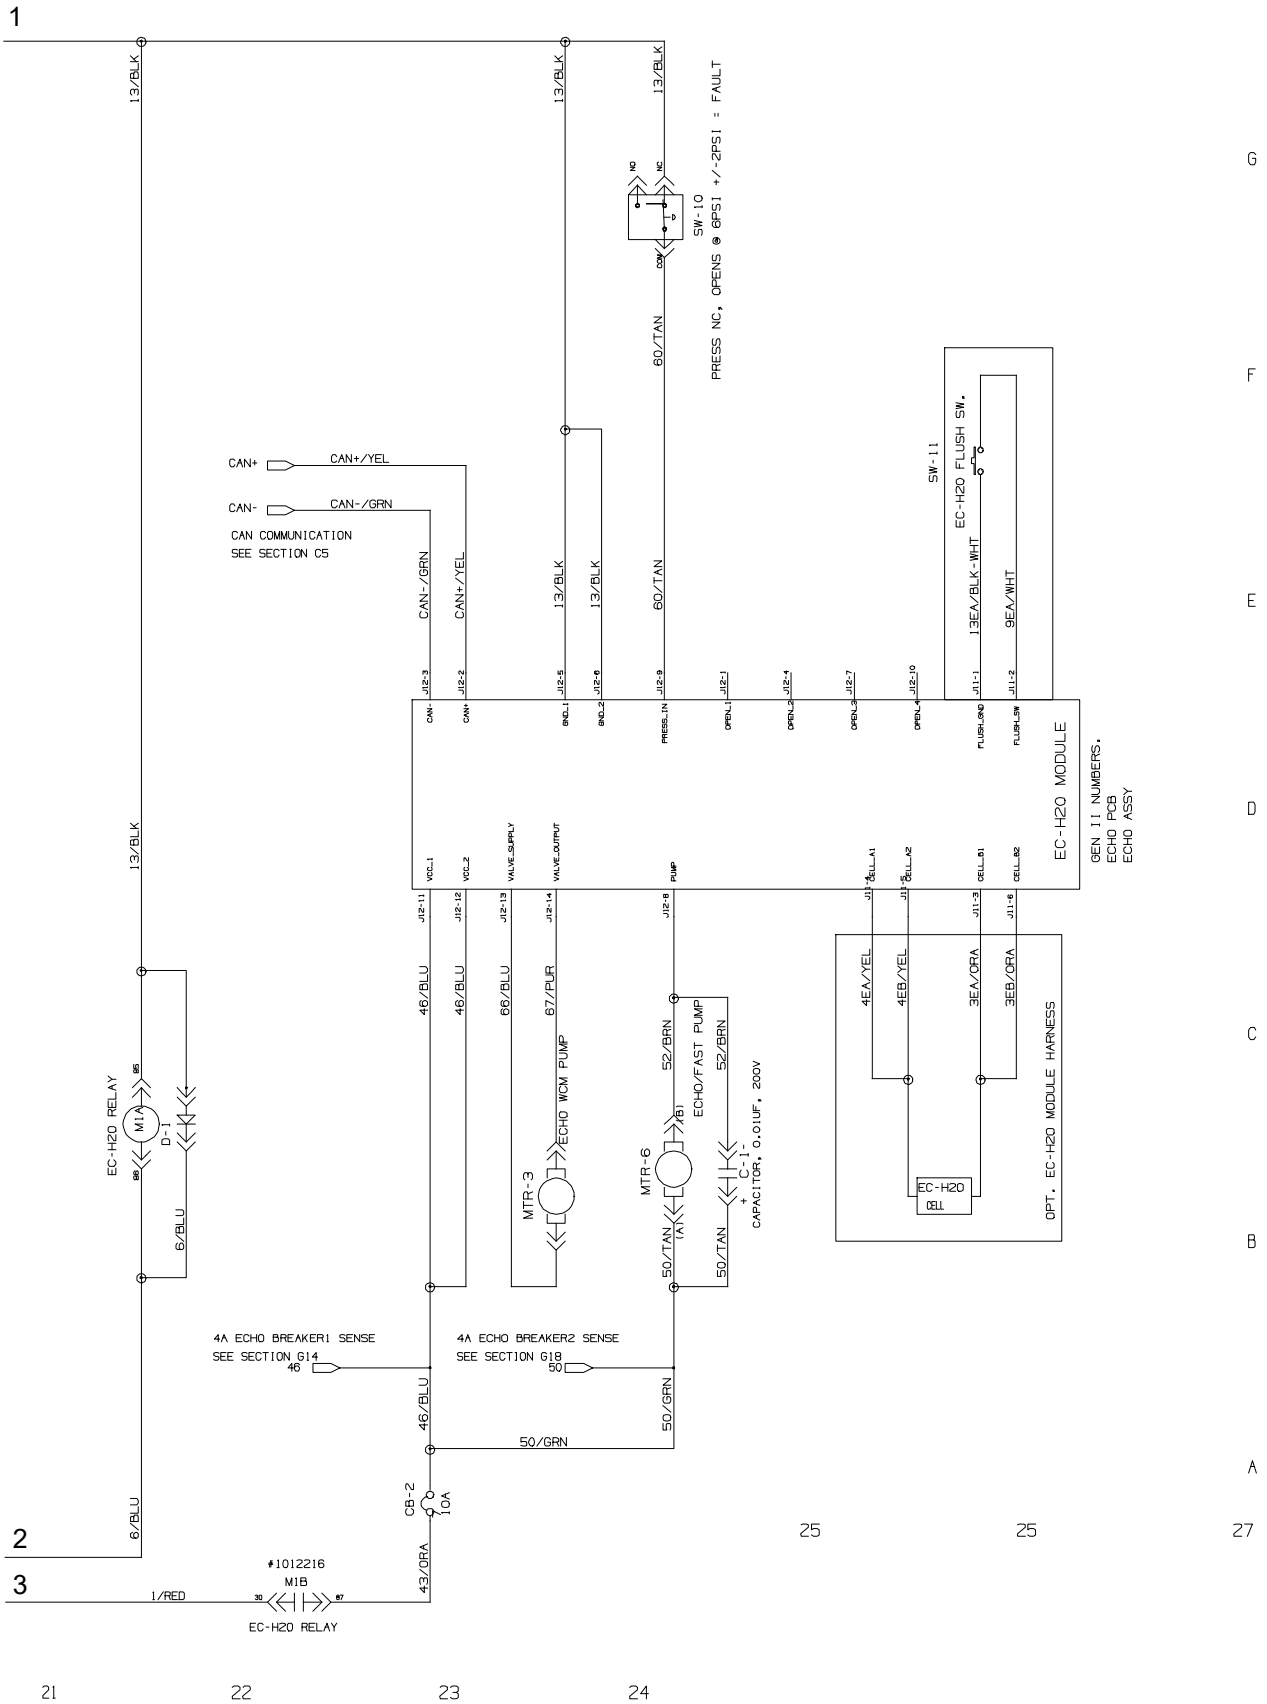 1
13/BLK
13/BLK
13/BLK
PRESS NC, OPENS @ 6PSI +/-2PSI = FAULT
G
NO
NC
SW-10
COM
60/TAN
F
SW-11
EC-H2O FLUSH SW.
CAN+
CAN+/YEL
CAN-
CAN-/GRN
CAN COMMUNICATION
SEE SECTION C5
CAN-/GRN
CAN+/YEL
13/BLK
13/BLK
60/TAN
13EA/BLK-WHT
9EA/WHT
E
J12-3
J12-2
J12-5
J12-6
J12-9
J12-1
J12-4
J12-7
J12-10
J11-1
J11-2
CAN-
CAN+
GND_1
GND_2
PRESS_IN
OPEN_1
OPEN_2
OPEN_3
OPEN_4
FLUSH_GND
FLUSH_SW
EC-H2O MODULE
GEN II NUMBERS.
ECHO PCB
ECHO ASSY
D
13/BLK
VCC_1
VCC_2
VALVE_SUPPLY
VALVE_OUTPUT
PUMP
CELL_A1
CELL_A2
CELL_B1
CELL_B2
J12-11
J12-12
J12-13
J12-14
J12-8
J11-4
J11-5
J11-3
J11-6
46/BLU
46/BLU
66/BLU
67/PUR
52/BRN
52/BRN
4EA/YEL
4EB/YEL
3EA/ORA
3EB/ORA
C
EC-H2O RELAY
85
M1A
86
D-1
6/BLU
ECHO WCM PUMP
MTR-3
ECHO/FAST PUMP
MTR-6
(B)
(A)
C-1
-
+
CAPACITOR, 0.01UF, 200V
50/TAN
50/TAN
EC-H2O
CELL
OPT. EC-H2O MODULE HARNESS
B
4A ECHO BREAKER1 SENSE
SEE SECTION G14
46
4A ECHO BREAKER2 SENSE
SEE SECTION G18
50
46/BLU
50/GRN
50/GRN
A
CB-2
10A
6/BLU
25
25
27
2
43/ORA
#1012216
3
M1B
1/RED
30
87
EC-H2O RELAY
21
22
23
24